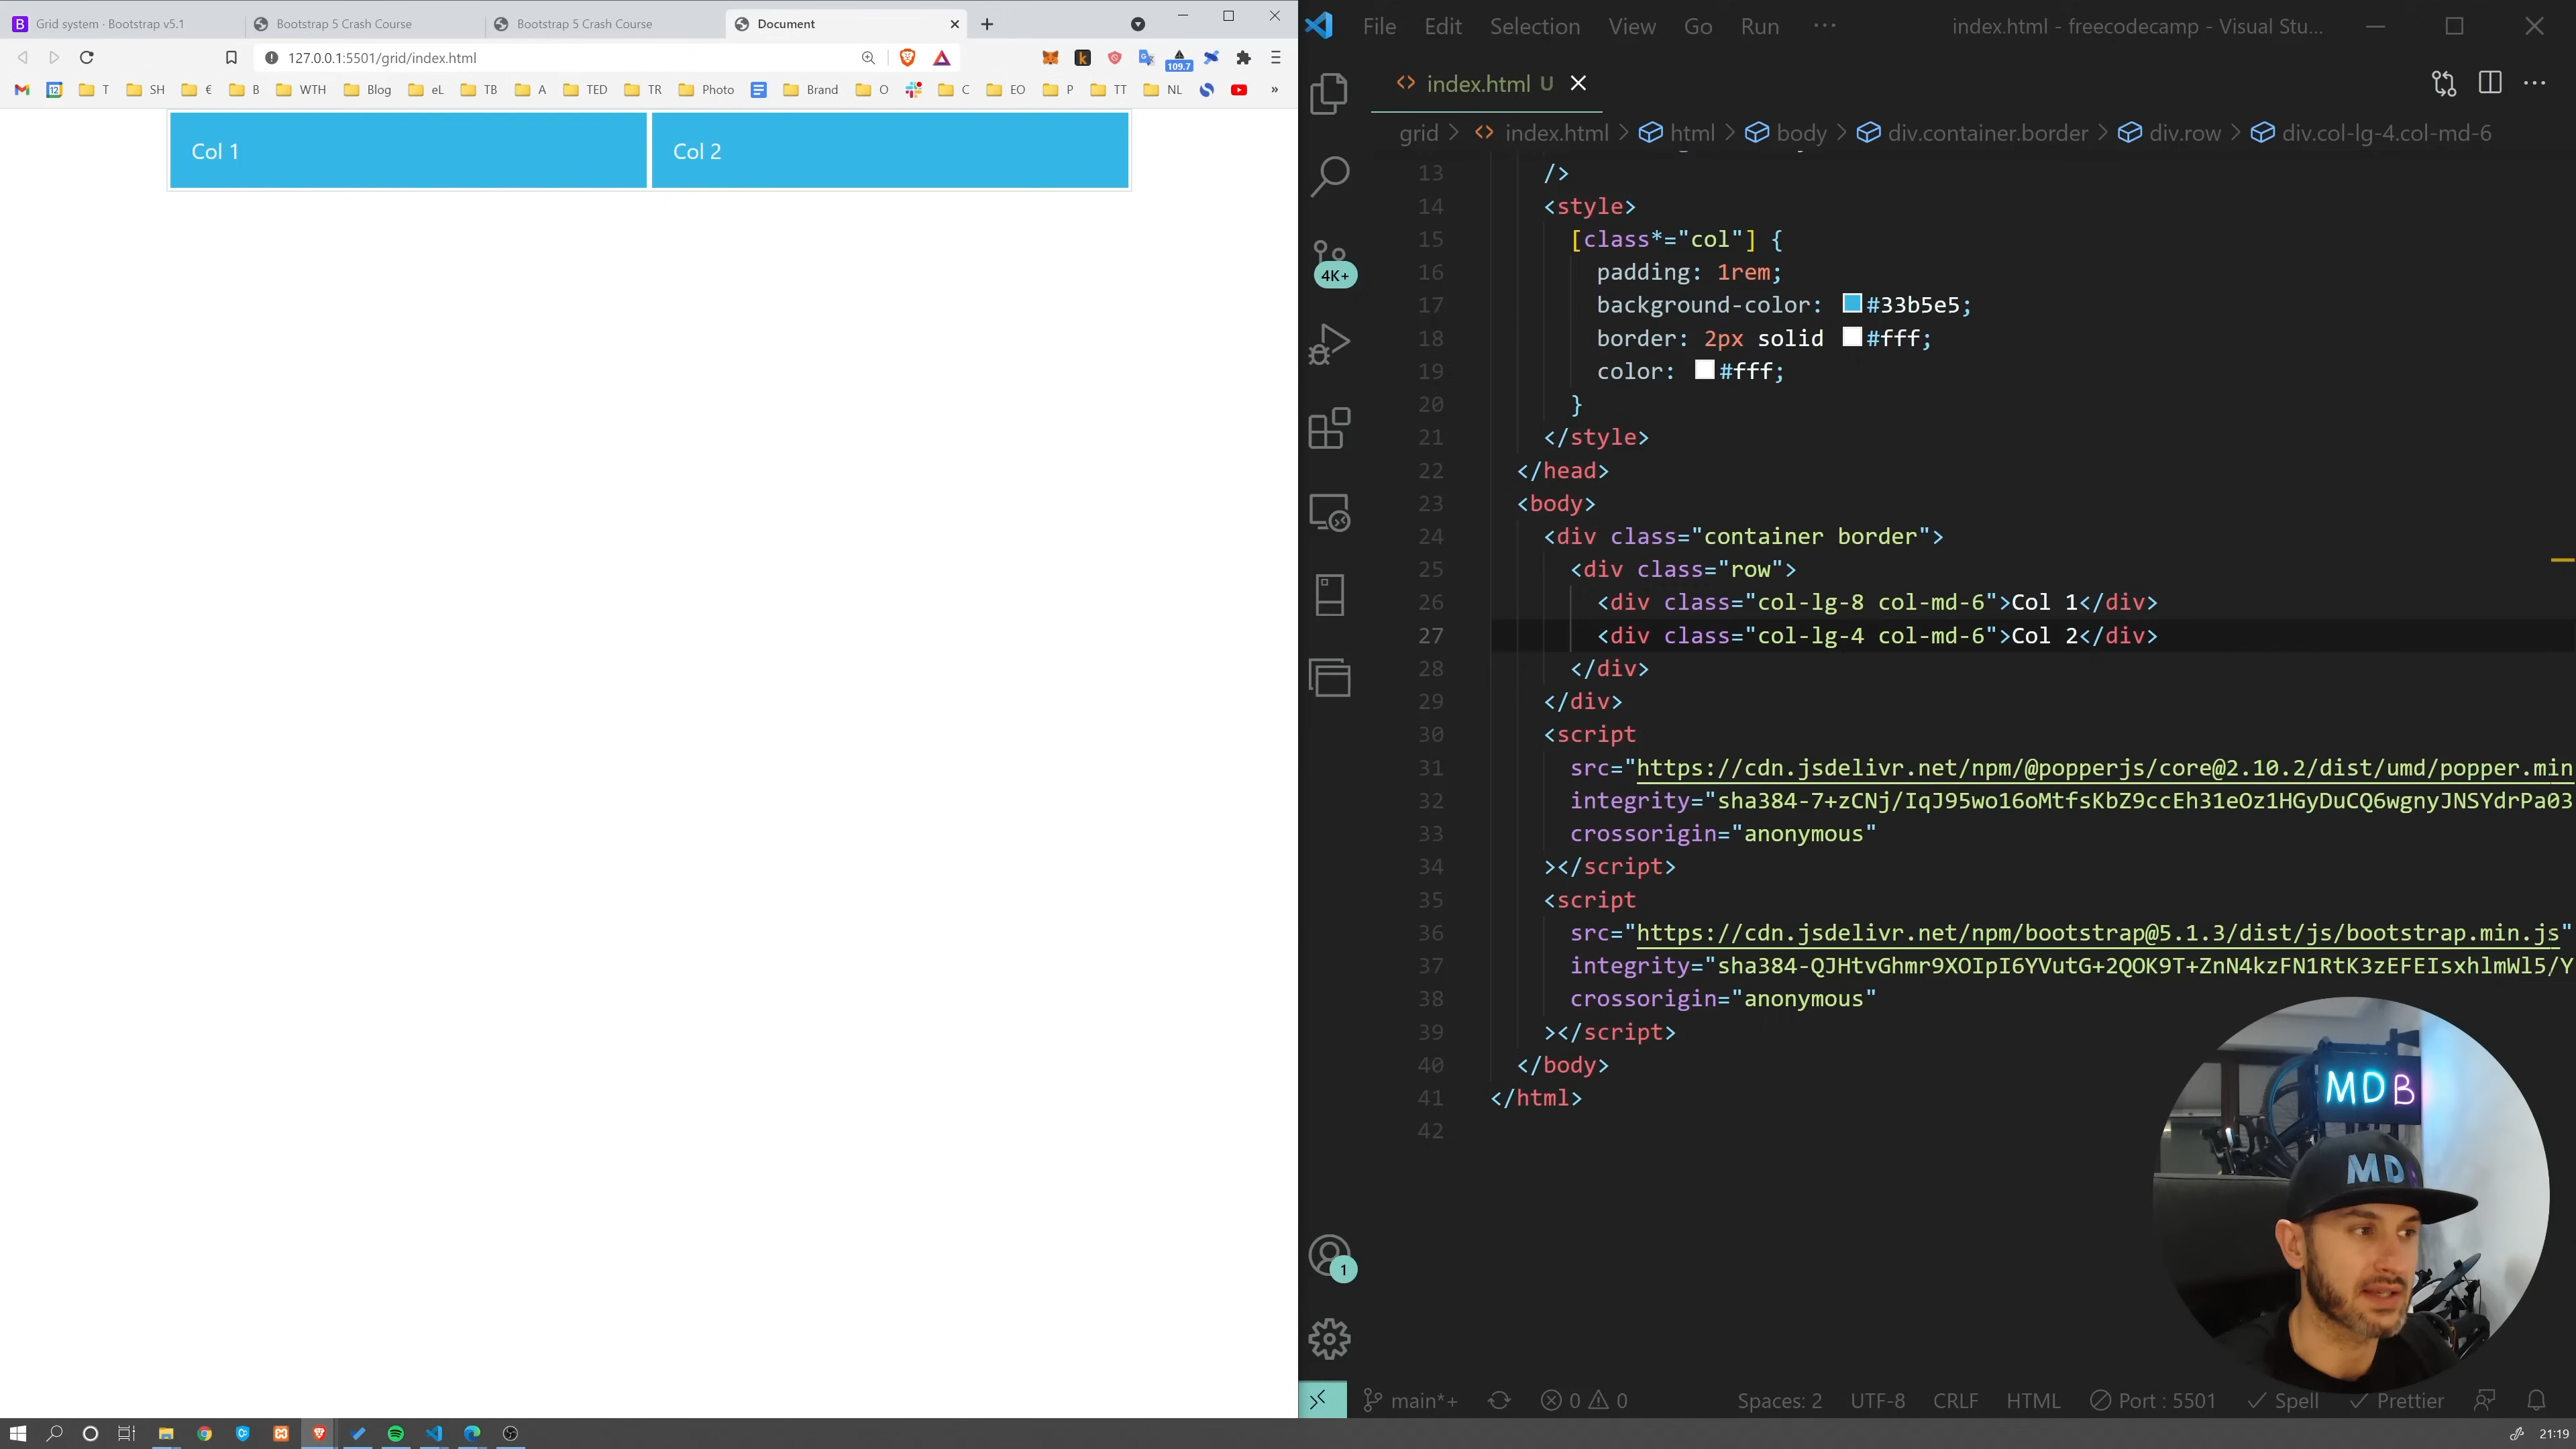 Grid system · Bootstrap v5.1
Bootstrap 5 Crash Course
Bootstrap 5 Crash Course
Document
127.0.0.1:5501/grid/index.html
109.7
12
T
SH
€
B
WTH
Blog
eL
TB
A
TED
TR
Photo
Brand
O
C
EO
P
TT
NL
»
Col 1
Col 2
File Edit Selection View Go Run ···
index.html - freecodecamp - Visual Stu...
index.html U
grid > index.html > html > body > div.container.border > div.row > div.col-lg-4.col-md-6
4K+
13 />
14 <style>
15 [class*="col"] {
16 padding: 1rem;
17 background-color: #33b5e5;
18 border: 2px solid #fff;
19 color: #fff;
20 }
21 </style>
22 </head>
23 <body>
24 <div class="container border">
25 <div class="row">
26 <div class="col-lg-8 col-md-6">Col 1</div>
27 <div class="col-lg-4 col-md-6">Col 2</div>
28 </div>
29 </div>
30 <script
31 src="https://cdn.jsdelivr.net/npm/@popperjs/core@2.10.2/dist/umd/popper.min
32 integrity="sha384-7+zCNj/IqJ95wo16oMtfsKbZ9ccEh31eOz1HGyDuCQ6wgnyJNSYdrPa03
33 crossorigin="anonymous"
34 ></script>
35 <script
36 src="https://cdn.jsdelivr.net/npm/bootstrap@5.1.3/dist/js/bootstrap.min.js"
37 integrity="sha384-QJHtvGhmr9XOIpI6YVutG+2QOK9T+ZnN4kzFN1RtK3zEFEIsxhlmWl5/Y
38 crossorigin="anonymous"
39 ></script>
40 </body>
41 </html>
42
MDB
MD
1
main*+
0
0
Spaces: 2
UTF-8
CRLF
HTML
Port : 5501
Spell
Prettier
21:19